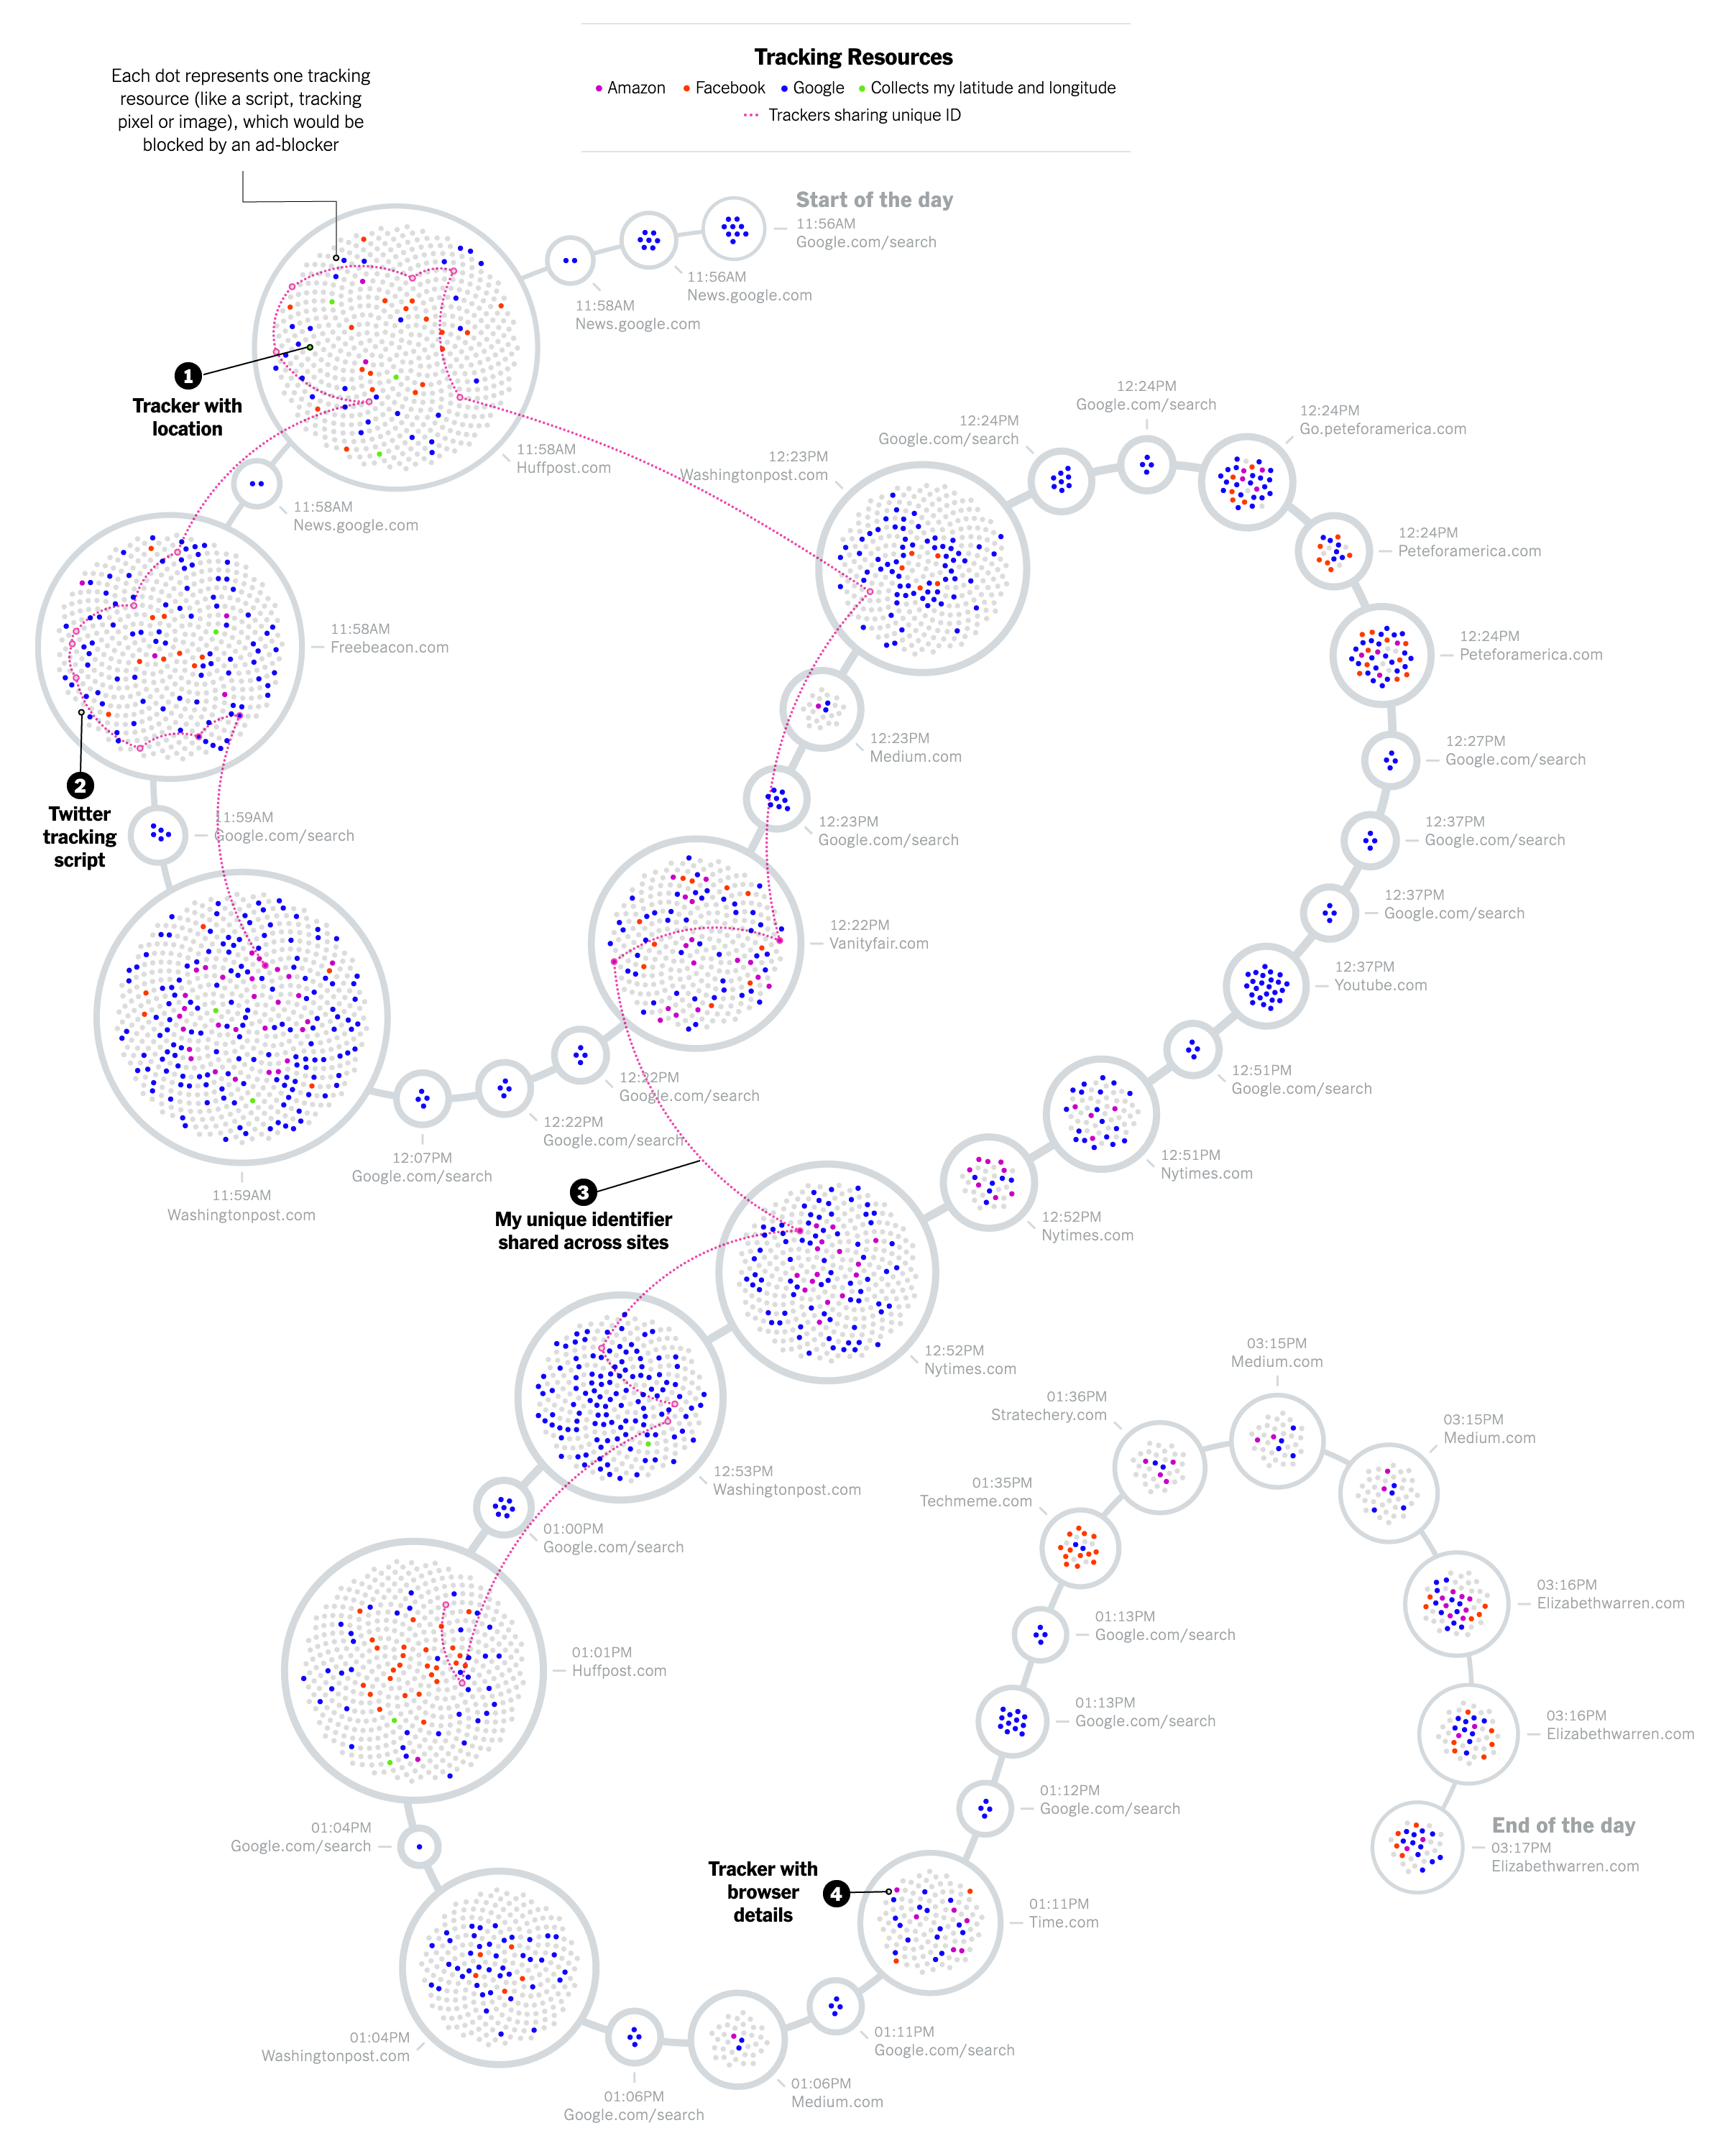 Tracking Resources
Amazon Facebook Google Collects my latitude and longitude
Trackers sharing unique ID
Each dot represents one tracking
resource (like a script, tracking
pixel or image), which would be
blocked by an ad-blocker
Start of the day
11:56AM
Google.com/search
11:56AM
News.google.com
11:58AM
News.google.com
1
Tracker with
location
11:58AM
Huffpost.com
11:58AM
News.google.com
11:58AM
Freebeacon.com
2
Twitter
tracking
script
11:59AM
Google.com/search
11:59AM
Washingtonpost.com
12:07PM
Google.com/search
12:22PM
Google.com/search
12:22PM
Google.com/search
12:22PM
Vanityfair.com
12:23PM
Google.com/search
12:23PM
Medium.com
12:23PM
Washingtonpost.com
12:24PM
Google.com/search
12:24PM
Google.com/search
12:24PM
Go.peteforamerica.com
12:24PM
Peteforamerica.com
12:24PM
Peteforamerica.com
12:27PM
Google.com/search
12:37PM
Google.com/search
12:37PM
Google.com/search
12:37PM
Youtube.com
12:51PM
Google.com/search
12:51PM
Nytimes.com
12:52PM
Nytimes.com
3
My unique identifier
shared across sites
12:52PM
Nytimes.com
12:53PM
Washingtonpost.com
01:00PM
Google.com/search
01:01PM
Huffpost.com
01:04PM
Google.com/search
01:04PM
Washingtonpost.com
01:06PM
Google.com/search
01:06PM
Medium.com
01:11PM
Google.com/search
Tracker with
browser
details
4
01:11PM
Time.com
01:12PM
Google.com/search
01:13PM
Google.com/search
01:13PM
Google.com/search
01:35PM
Techmeme.com
01:36PM
Stratechery.com
03:15PM
Medium.com
03:15PM
Medium.com
03:16PM
Elizabethwarren.com
03:16PM
Elizabethwarren.com
End of the day
03:17PM
Elizabethwarren.com